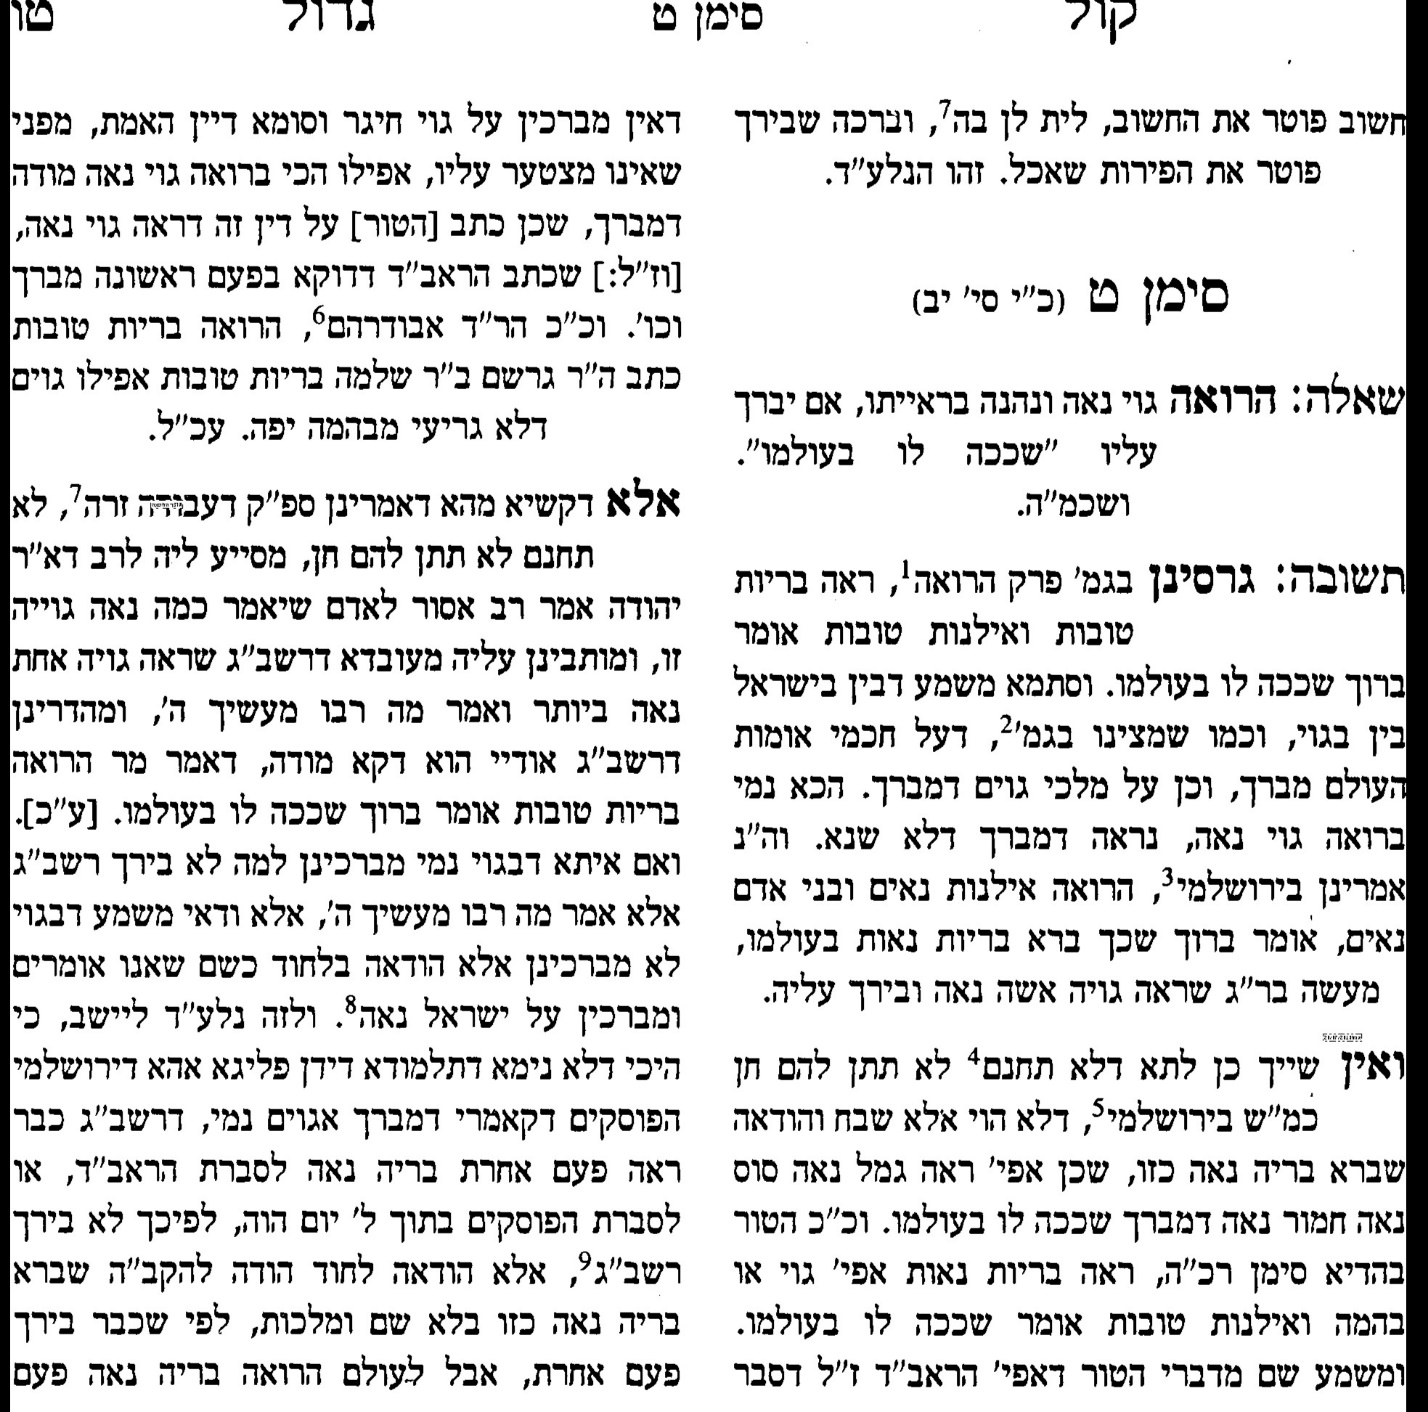 קול גדול סימן ט טו
חשוב פוטר את החשוב, לית לן בה7, וברכה שבירך
פוטר את הפירות שאכל. זהו הנלע״ד.
סימן ט (כ״י סי׳ יב)
שאלה: הרואה גוי נאה ונהנה בראייתו, אם יברך
עליו ״שככה לו בעולמו״.
ושכמ״ה.
תשובה: גרסינן בגמ׳ פרק הרואה1, ראה בריות
טובות ואילנות טובות אומר
ברוך שככה לו בעולמו. וסתמא משמע דבין בישראל
בין בגוי, וכמו שמצינו בגמ׳2, דעל חכמי אומות
העולם מברך, וכן על מלכי גוים דמברך. הכא נמי
ברואה גוי נאה, נראה דמברך דלא שנא. וה״נ
אמרינן בירושלמי3, הרואה אילנות נאים ובני אדם
נאים, אומר ברוך שכך ברא בריות נאות בעולמו,
מעשה בר״ג שראה גויה אשה נאה ובירך עליה.
ואין שייך כן לתא דלא תחנם4 לא תתן להם חן
כמ״ש בירושלמי5, דלא הוי אלא שבח והודאה
שברא בריה נאה כזו, שכן אפי׳ ראה גמל נאה סוס
נאה חמור נאה דמברך שככה לו בעולמו. וכ״כ הטור
בהדיא סימן רכ״ה, ראה בריות נאות אפי׳ גוי או
בהמה ואילנות טובות אומר שככה לו בעולמו.
ומשמע שם מדברי הטור דאפי׳ הראב״ד ז״ל דסבר
דאין מברכין על גוי חיגר וסומא דיין האמת, מפני
שאינו מצטער עליו, אפילו הכי ברואה גוי נאה מודה
דמברך, שכן כתב [הטור] על דין זה דראה גוי נאה,
[וז״ל:] שכתב הראב״ד דדוקא בפעם ראשונה מברך
וכו׳. וכ״כ הר״ד אבודרהם6, הרואה בריות טובות
כתב ה״ר גרשם ב״ר שלמה בריות טובות אפילו גוים
דלא גריעי מבהמה יפה. עכ״ל.
אלא דקשיא מהא דאמרינן ספ״ק דעבודה זרה7, לא
תחנם לא תתן להם חן, מסייע ליה לרב דא״ר
יהודה אמר רב אסור לאדם שיאמר כמה נאה גוייה
זו, ומותבינן עליה מעובדא דרשב״ג שראה גויה אחת
נאה ביותר ואמר מה רבו מעשיך ה׳, ומהדרינן
דרשב״ג אודיי הוא דקא מודה, דאמר מר הרואה
בריות טובות אומר ברוך שככה לו בעולמו. [ע״כ].
ואם איתא דבגוי נמי מברכינן למה לא בירך רשב״ג
אלא אמר מה רבו מעשיך ה׳, אלא ודאי משמע דבגוי
לא מברכינן אלא הודאה בלחוד כשם שאנו אומרים
ומברכין על ישראל נאה8. ולזה נלע״ד ליישב, כי
היכי דלא נימא דתלמודא דידן פליגא אהא דירושלמי
הפוסקים דקאמרי דמברך אגוים נמי, דרשב״ג כבר
ראה פעם אחרת בריה נאה לסברת הראב״ד, או
לסברת הפוסקים בתוך ל׳ יום הוה, לפיכך לא בירך
רשב״ג9, אלא הודאה לחוד הודה להקב״ה שברא
בריה נאה כזו בלא שם ומלכות, לפי שכבר בירך
פעם אחרת, אבל לעולם הרואה בריה נאה פעם